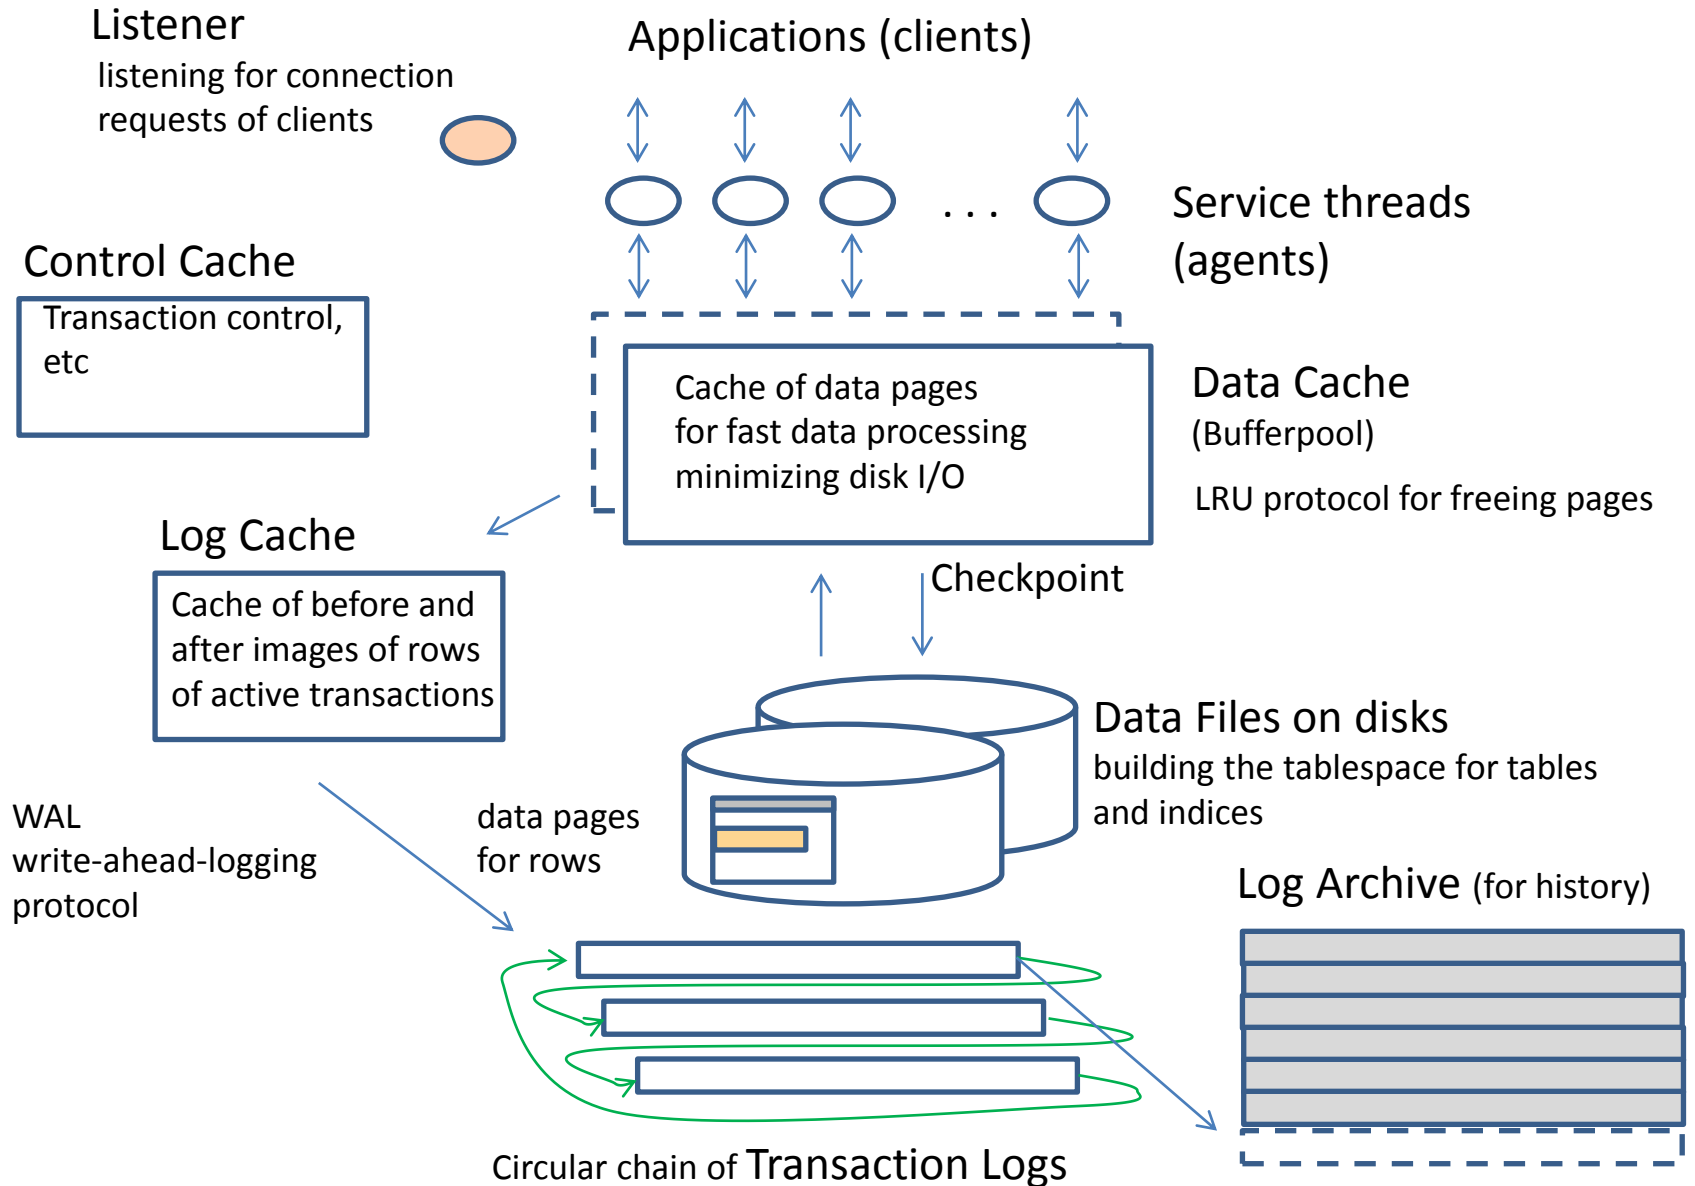 Listener
listening for connection
requests of clients
Applications (clients)
. . .
Service threads
(agents)
Control Cache
Transaction control,
etc
Cache of data pages
for fast data processing
minimizing disk I/O
Data Cache
(Bufferpool)
LRU protocol for freeing pages
Log Cache
Cache of before and
after images of rows
of active transactions
Checkpoint
Data Files on disks
building the tablespace for tables
and indices
WAL
write-ahead-logging
protocol
data pages
for rows
Log Archive (for history)
Circular chain of Transaction Logs